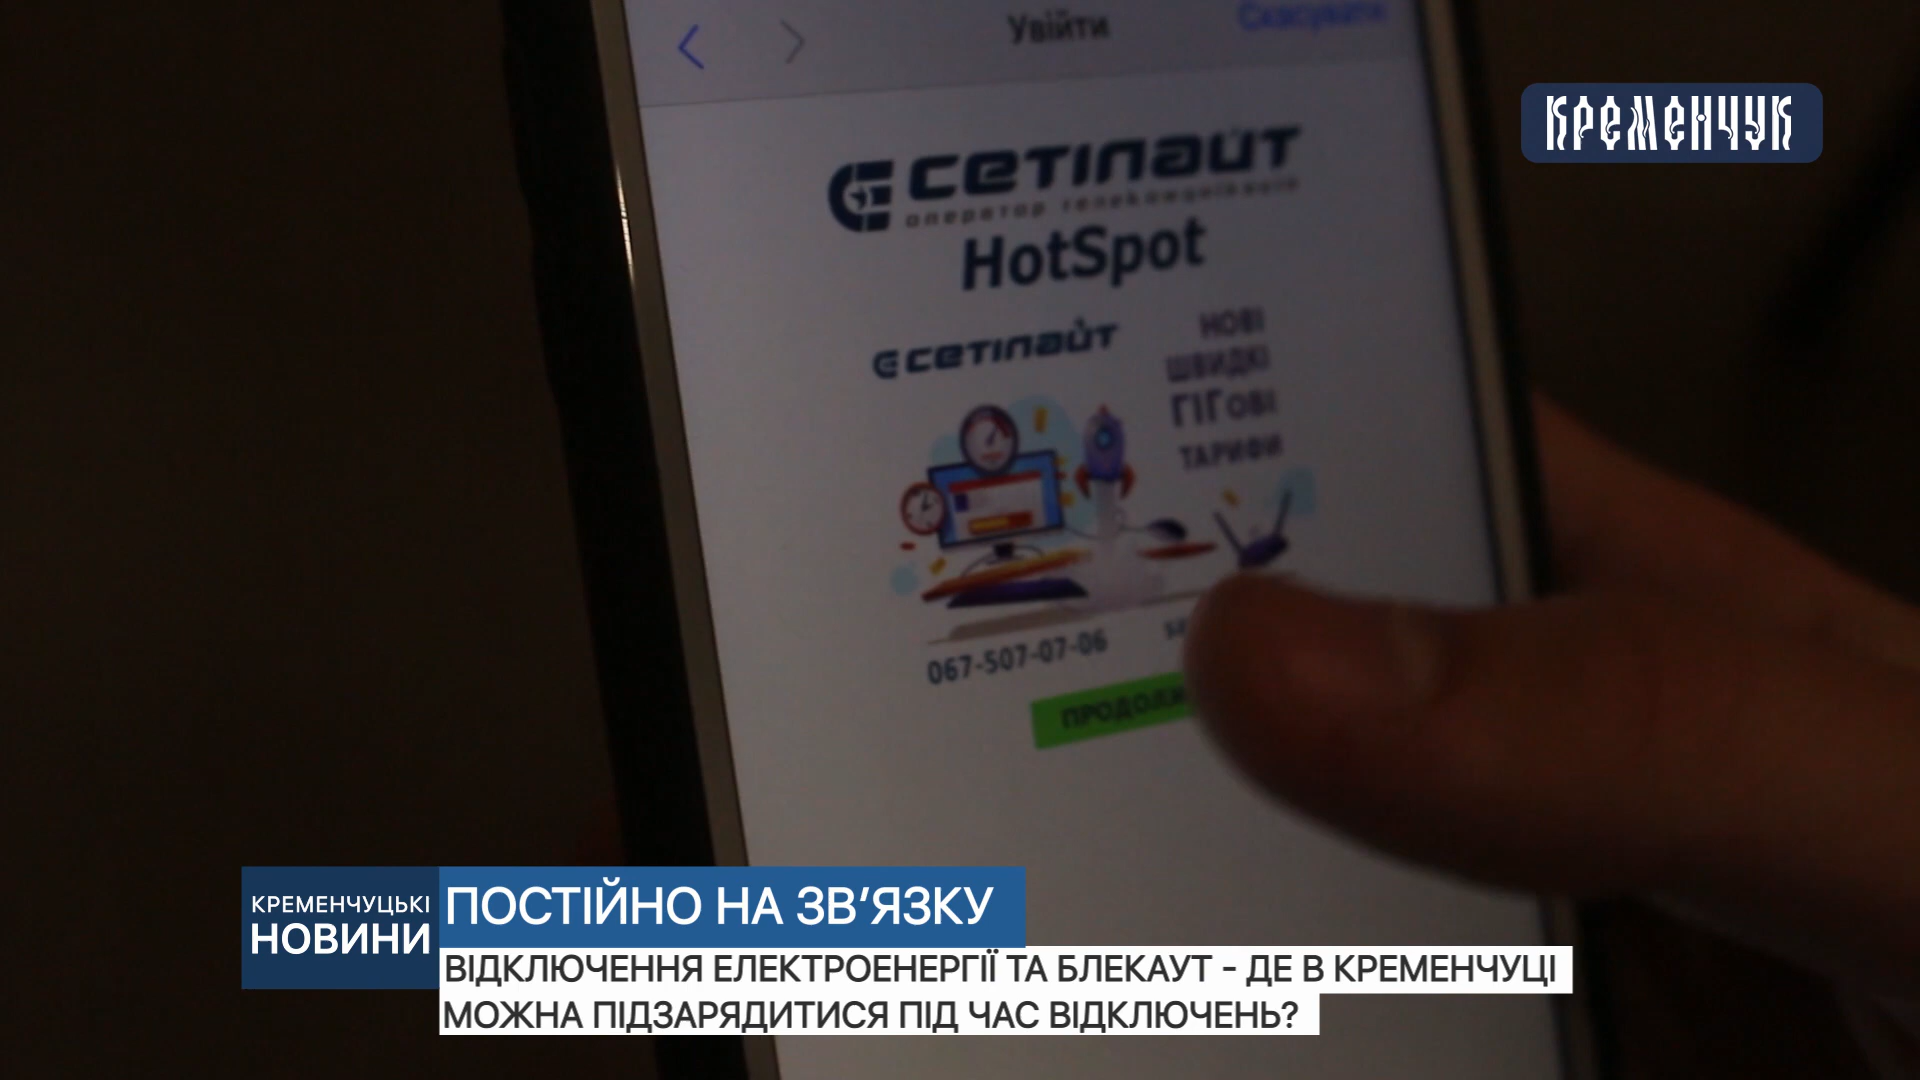 Увійти
Скасувати
КРЕМЕНЧУК
сетілайт
оператор телекомунікацій
HotSpot
сетілайт
НОВІ
ШВИДКІ
ГІГОВІ
ТАРИФИ
067-507-07-06
КРЕМЕНЧУЦЬКІ
НОВИНИ
ПОСТІЙНО НА ЗВ’ЯЗКУ
ВІДКЛЮЧЕННЯ ЕЛЕКТРОЕНЕРГІЇ ТА БЛЕКАУТ - ДЕ В КРЕМЕНЧУЦІ
МОЖНА ПІДЗАРЯДИТИСЯ ПІД ЧАС ВІДКЛЮЧЕНЬ?